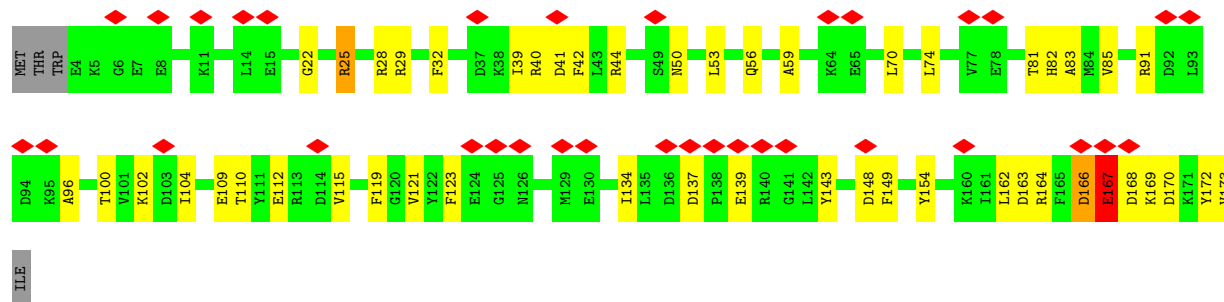 MET THR TRP E4 K5 G6 E7 E8 K11 L14 E15 G22 R25 R28 R29 F32 D37 K38 I39 R40 D41 F42 L43 R44 S49 N50 L53 Q56 A59 K64 E65 L70 L74 V77 E78 T81 H82 A83 M84 V85 R91 D92 L93
D94 K95 A96 T100 V101 K102 D103 I104 E109 T110 Y111 E112 R113 D114 V115 F119 G120 V121 Y122 F123 E124 G125 N126 M129 E130 I134 L135 D136 D137 P138 E139 R140 G141 L142 Y143 D148 F149 Y154 K160 I161 L162 D163 R164 F165 D166 E167 D168 K169 D170 K171 Y172
ILE